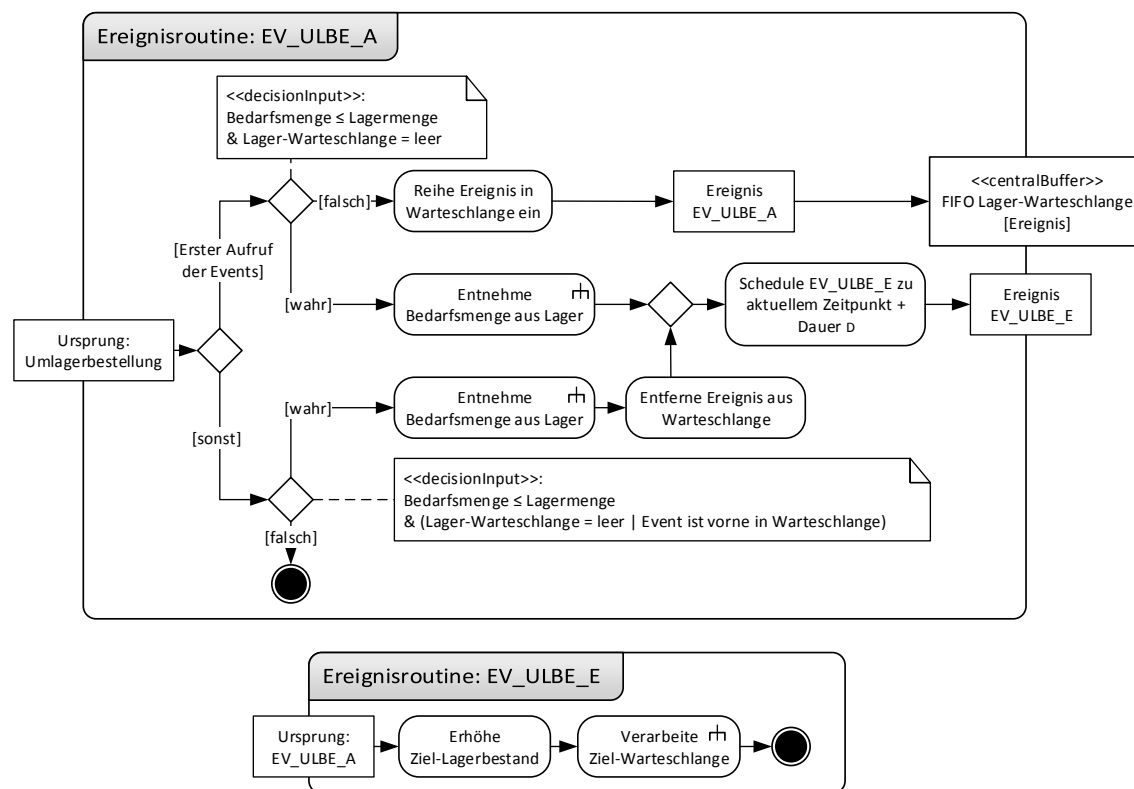 Ereignisroutine: EV_ULBE_A
<<decisionInput>>:
Bedarfsmenge ≤ Lagermenge
& Lager-Warteschlange = leer
[falsch]
Reihe Ereignis in
Warteschlange ein
Ereignis
EV_ULBE_A
<<centralBuffer>>
FIFO Lager-Warteschlange
[Ereignis]
[Erster Aufruf
der Events]
[wahr]
Entnehme
Bedarfsmenge aus Lager
Schedule EV_ULBE_E zu
aktuellem Zeitpunkt +
Dauer D
Ereignis
EV_ULBE_E
Ursprung:
Umlagerbestellung
[wahr]
Entnehme
Bedarfsmenge aus Lager
Entferne Ereignis aus
Warteschlange
[sonst]
<<decisionInput>>:
Bedarfsmenge ≤ Lagermenge
& (Lager-Warteschlange = leer | Event ist vorne in Warteschlange)
[falsch]
Ereignisroutine: EV_ULBE_E
Ursprung:
EV_ULBE_A
Erhöhe
Ziel-Lagerbestand
Verarbeite
Ziel-Warteschlange